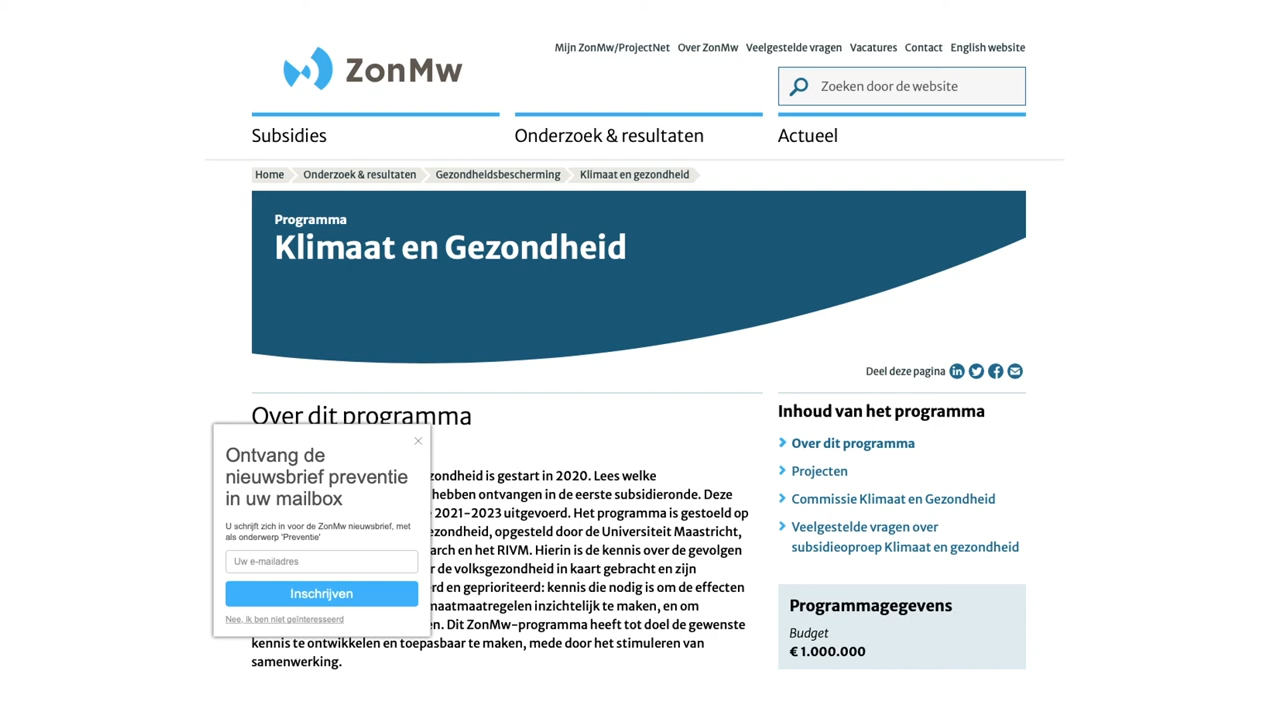 Mijn ZonMw/ProjectNet Over ZonMw Veelgestelde vragen Vacatures Contact English website
ZonMw
Zoeken door de website
Subsidies
Onderzoek & resultaten
Actueel
Home Onderzoek & resultaten Gezondheidsbescherming Klimaat en gezondheid
Programma
Klimaat en Gezondheid
Deel deze pagina
Over dit programma
zondheid is gestart in 2020. Lees welke
hebben ontvangen in de eerste subsidieronde. Deze
2021-2023 uitgevoerd. Het programma is gestoeld op
ezondheid, opgesteld door de Universiteit Maastricht,
arch en het RIVM. Hierin is de kennis over de gevolgen
r de volksgezondheid in kaart gebracht en zijn
rd en geprioriteerd: kennis die nodig is om de effecten
maatmaatregelen inzichtelijk te maken, en om
en. Dit ZonMw-programma heeft tot doel de gewenste
kennis te ontwikkelen en toepasbaar te maken, mede door het stimuleren van
samenwerking.
Ontvang de
nieuwsbrief preventie
in uw mailbox
U schrijft zich in voor de ZonMw nieuwsbrief, met
als onderwerp 'Preventie'
Uw e-mailadres
Inschrijven
Nee, ik ben niet geïnteresseerd
Inhoud van het programma
Over dit programma
Projecten
Commissie Klimaat en Gezondheid
Veelgestelde vragen over
subsidieoproep Klimaat en gezondheid
Programmagegevens
Budget
€ 1.000.000